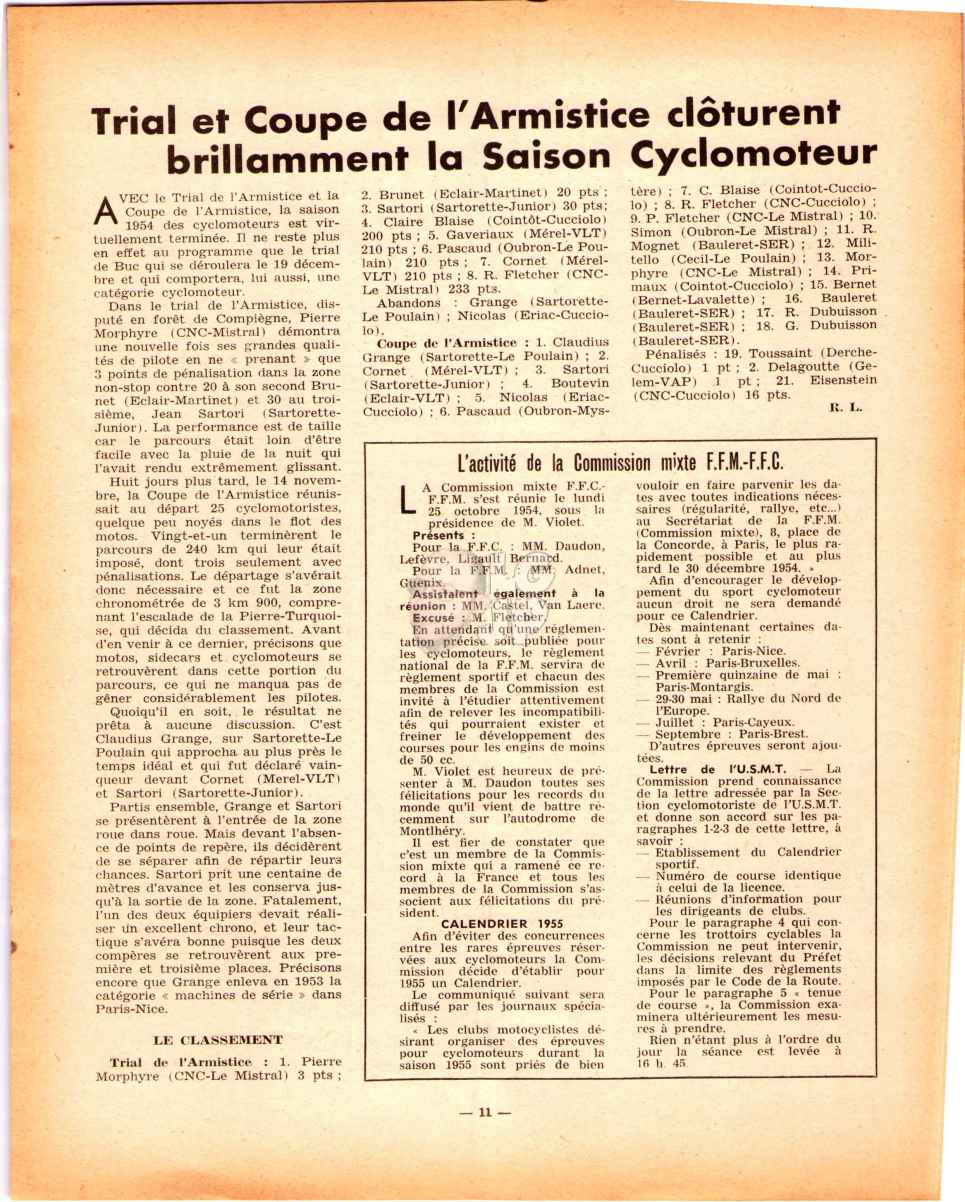 Trial et Coupe de l'Armistice clôturent
brillamment la Saison Cyclomoteur
AVEC le Trial de l'Armistice et la
Coupe de l'Armistice, la saison
1954 des cyclomoteurs est vir-
tuellement terminée. Il ne reste plus
en effet au programme que le trial
de Buc qui se déroulera le 19 décem-
bre et qui comportera, lui aussi, une
catégorie cyclomoteur.
Dans le trial de l'Armistice, dis-
puté en forêt de Compiègne, Pierre
Morphyre (CNC-Mistral) démontra
une nouvelle fois ses grandes quali-
tés de pilote en ne « prenant » que
3 points de pénalisation dans la zone
non-stop contre 20 à son second Bru-
net (Eclair-Martinet) et 30 au troi-
sième, Jean Sartori (Sartorette-
Junior). La performance est de taille
car le parcours était loin d'être
facile avec la pluie de la nuit qui
l'avait rendu extrêmement glissant.
Huit jours plus tard, le 14 novem-
bre, la Coupe de l'Armistice réunis-
sait au départ 25 cyclomotoristes,
quelque peu noyés dans le flot des
motos. Vingt-et-un terminèrent le
parcours de 240 km qui leur était
imposé, dont trois seulement avec
pénalisations. Le départage s'avérait
donc nécessaire et ce fut la zone
chronométrée de 3 km 900, compre-
nant l'escalade de la Pierre-Turquoi-
se, qui décida du classement. Avant
d'en venir à ce dernier, précisons que
motos, sidecars et cyclomoteurs se
retrouvèrent dans cette portion du
parcours, ce qui ne manqua pas de
gêner considérablement les pilotes.
Quoiqu'il en soit, le résultat ne
prêta à aucune discussion. C'est
Claudius Grange, sur Sartorette-Le
Poulain qui approcha au plus près le
temps idéal et qui fut déclaré vain-
queur devant Cornet (Merel-VLT)
et Sartori (Sartorette-Junior).
Partis ensemble, Grange et Sartori
se présentèrent à l'entrée de la zone
roue dans roue. Mais devant l'absen-
ce de points de repère, ils décidèrent
de se séparer afin de répartir leurs
chances. Sartori prit une centaine de
mètres d'avance et les conserva jus-
qu'à la sortie de la zone. Fatalement,
l'un des deux équipiers devait réali-
ser un excellent chrono, et leur tac-
tique s'avéra bonne puisque les deux
compères se retrouvèrent aux pre-
mière et troisième places. Précisons
encore que Grange enleva en 1953 la
catégorie « machines de série » dans
Paris-Nice.
LE CLASSEMENT
Trial de l'Armistice : 1. Pierre
Morphyre (CNC-Le Mistral) 3 pts ;
2. Brunet (Eclair-Martinet) 20 pts ;
3. Sartori (Sartorette-Junior) 30 pts;
4. Claire Blaise (Cointôt-Cucciolo)
200 pts ; 5. Gaveriaux (Mérel-VLT)
210 pts ; 6. Pascaud (Oubron-Le Pou-
lain) 210 pts ; 7. Cornet (Mérel-
VLT) 210 pts ; 8. R. Fletcher (CNC-
Le Mistral) 233 pts.
Abandons : Grange (Sartorette-
Le Poulain) ; Nicolas (Eriac-Cuccio-
lo).
Coupe de l'Armistice : 1. Claudius
Grange (Sartorette-Le Poulain) ; 2.
Cornet (Mérel-VLT) ; 3. Sartori
(Sartorette-Junior) ; 4. Boutevin
(Eclair-VLT) ; 5. Nicolas (Eriac-
Cucciolo) ; 6. Pascaud (Oubron-Mys-
tère) ; 7. C. Blaise (Cointot-Cuccio-
lo) ; 8. R. Fletcher (CNC-Cucciolo) ;
9. P. Fletcher (CNC-Le Mistral) ; 10.
Simon (Oubron-Le Mistral) ; 11. R.
Mognet (Bauleret-SER) ; 12. Mili-
tello (Cecil-Le Poulain) ; 13. Mor-
phyre (CNC-Le Mistral) ; 14. Pri-
maux (Cointot-Cucciolo) ; 15. Bernet
(Bernet-Lavalette) ; 16. Bauleret
(Bauleret-SER) ; 17. R. Dubuisson
(Bauleret-SER) ; 18. G. Dubuisson
(Bauleret-SER).
Pénalisés : 19. Toussaint (Derche-
Cucciolo) 1 pt ; 2. Delagoutte (Ge-
lem-VAP) 1 pt ; 21. Eisenstein
(CNC-Cucciolo) 16 pts.
R. L.
L'activité de la Commission mixte F.F.M.-F.F.C.
LA Commission mixte F.F.C.-
F.F.M. s'est réunie le lundi
25 octobre 1954, sous la
présidence de M. Violet.
Présents :
Pour la F.F.C. : MM. Daudon,
Lefèvre, Ligault Bernard.
Pour la F.F.M. : MM. Adnet,
Guénix.
Assistaient également à la
réunion : MM. Castel, Van Laere.
Excusé : M. Fletcher.
En attendant qu'une réglemen-
tation précise soit publiée pour
les cyclomoteurs, le règlement
national de la F.F.M. servira de
règlement sportif et chacun des
membres de la Commission est
invité à l'étudier attentivement
afin de relever les incompatibili-
tés qui pourraient exister et
freiner le développement des
courses pour les engins de moins
de 50 cc.
M. Violet est heureux de pré-
senter à M. Daudon toutes ses
félicitations pour les records du
monde qu'il vient de battre ré-
cemment sur l'autodrome de
Montlhéry.
Il est fier de constater que
c'est un membre de la Commis-
sion mixte qui a ramené ce re-
cord à la France et tous les
membres de la Commission s'as-
socient aux félicitations du pré-
sident.
CALENDRIER 1955
Afin d'éviter des concurrences
entre les rares épreuves réser-
vées aux cyclomoteurs la Com-
mission décide d'établir pour
1955 un Calendrier.
Le communiqué suivant sera
diffusé par les journaux spécia-
lisés :
« Les clubs motocyclistes dé-
sirant organiser des épreuves
pour cyclomoteurs durant la
saison 1955 sont priés de bien
vouloir en faire parvenir les da-
tes avec toutes indications néces-
saires (régularité, rallye, etc...)
au Secrétariat de la F.F.M.
(Commission mixte), 8, place de
la Concorde, à Paris, le plus ra-
pidement possible et au plus
tard le 30 décembre 1954. »
Afin d'encourager le dévelop-
pement du sport cyclomoteur
aucun droit ne sera demandé
pour ce Calendrier.
Dès maintenant certaines da-
tes sont à retenir :
— Février : Paris-Nice.
— Avril : Paris-Bruxelles.
— Première quinzaine de mai :
Paris-Montargis.
— 29-30 mai : Rallye du Nord de
l'Europe.
— Juillet : Paris-Cayeux.
— Septembre : Paris-Brest.
D'autres épreuves seront ajou-
tées.
Lettre de l'U.S.M.T. — La
Commission prend connaissance
de la lettre adressée par la Sec-
tion cyclomotoriste de l'U.S.M.T.
et donne son accord sur les pa-
ragraphes 1-2-3 de cette lettre, à
savoir :
— Etablissement du Calendrier
sportif.
— Numéro de course identique
à celui de la licence.
— Réunions d'information pour
les dirigeants de clubs.
Pour le paragraphe 4 qui con-
cerne les trottoirs cyclables la
Commission ne peut intervenir,
les décisions relevant du Préfet
dans la limite des règlements
imposés par le Code de la Route.
Pour le paragraphe 5 « tenue
de course », la Commission exa-
minera ultérieurement les mesu-
res à prendre.
Rien n'étant plus à l'ordre du
jour la séance est levée à
16 h. 45.
— 11 —